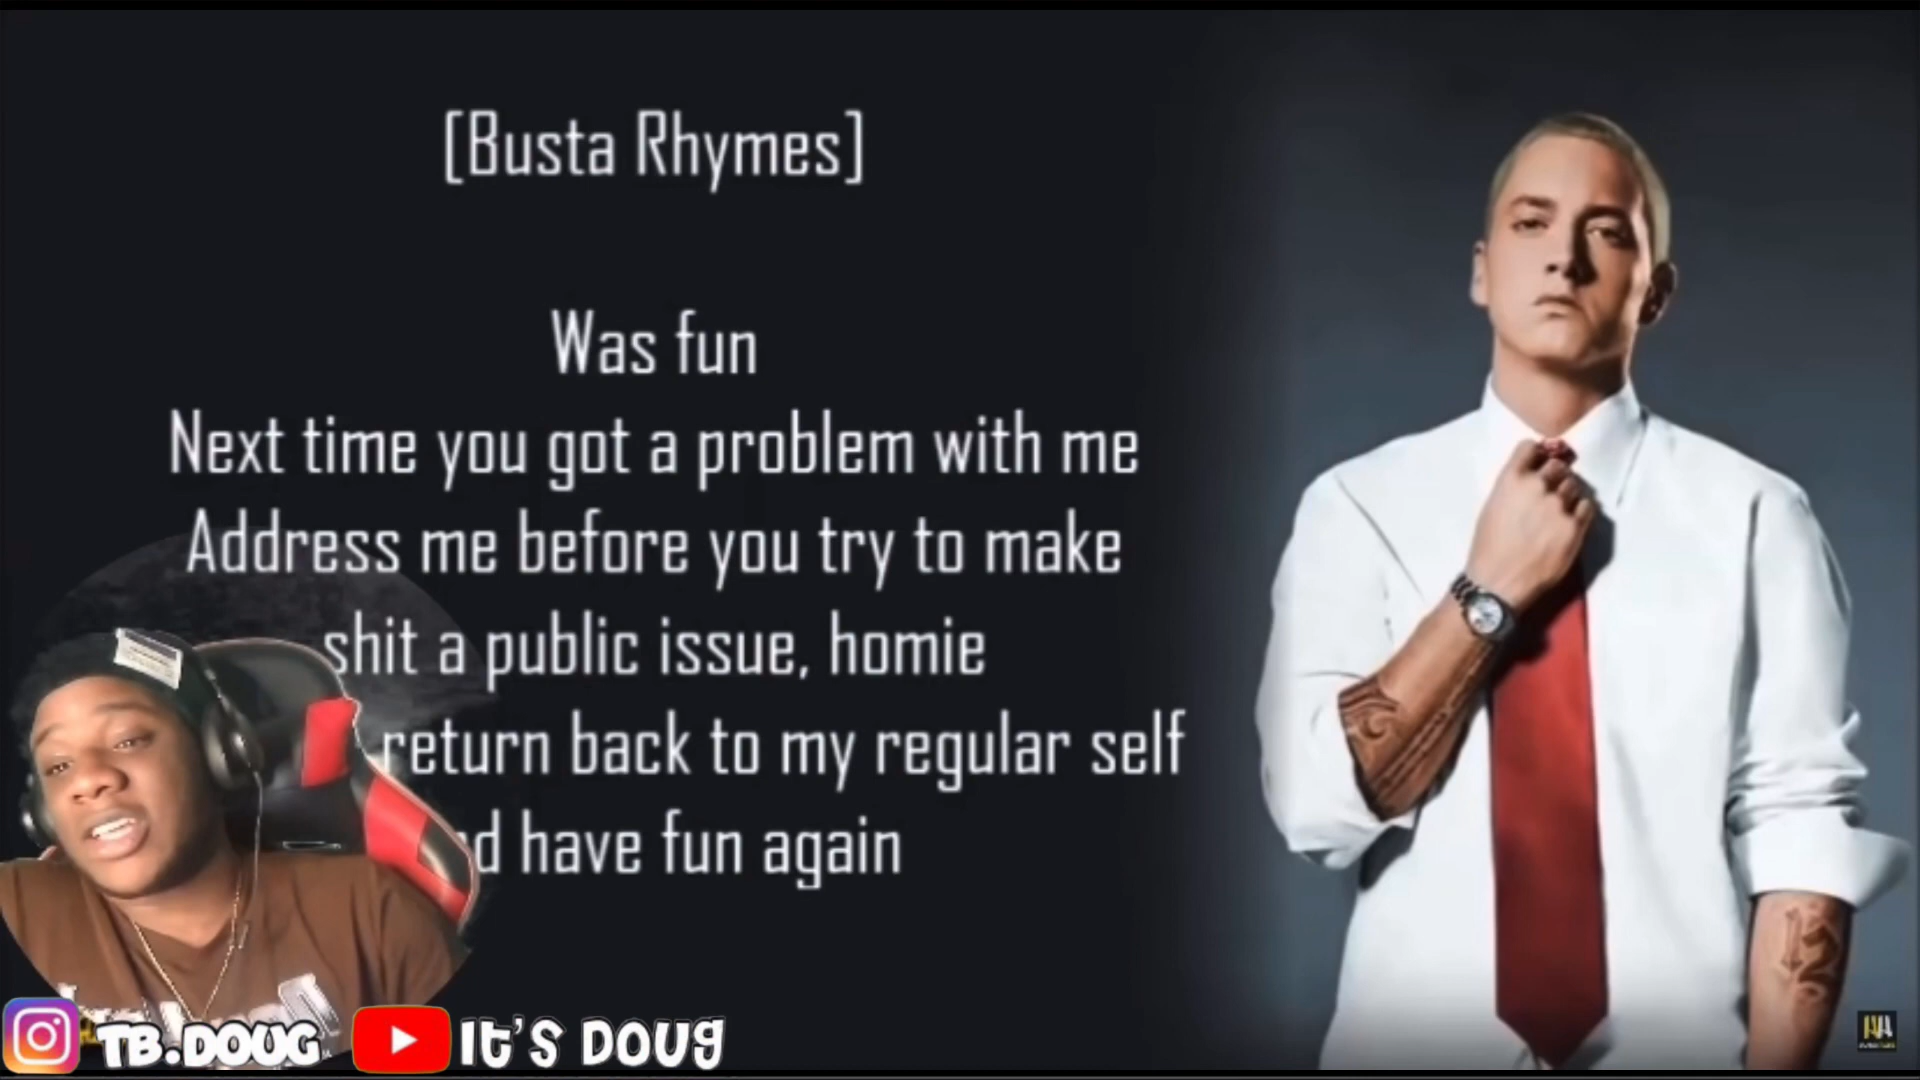 [Busta Rhymes]
Was fun
Next time you got a problem with me
Address me before you try to make
shit a public issue, homie
return back to my regular self
d have fun again
TB.DOUG
IT'S DOUG